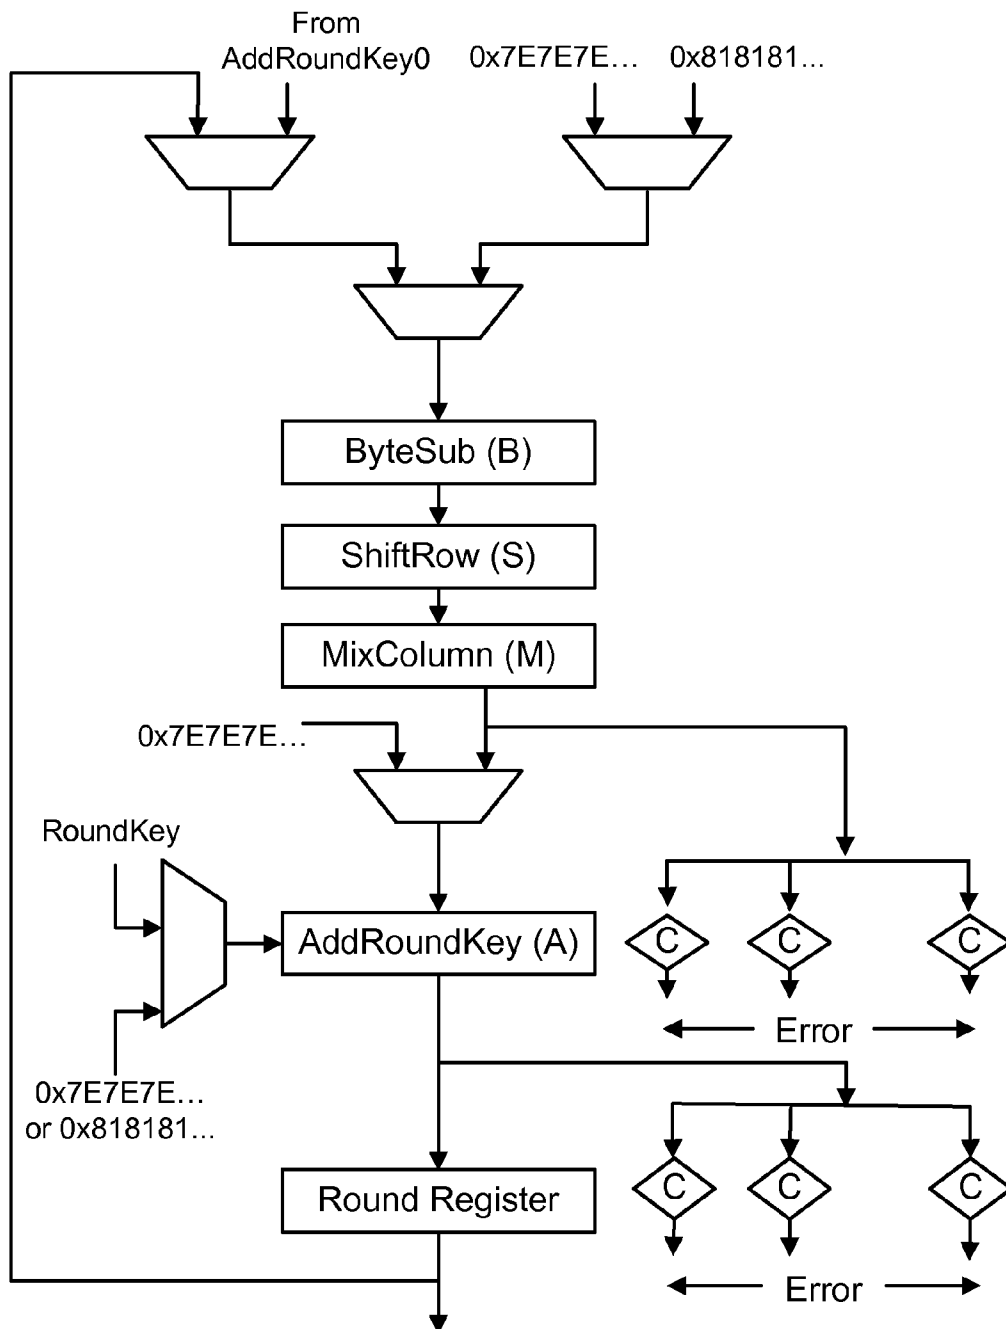 From
AddRoundKey0
0x7E7E7E...
0x818181...
ByteSub (B)
ShiftRow (S)
MixColumn (M)
0x7E7E7E...
RoundKey
AddRoundKey (A)
C C C
Error
0x7E7E7E...
or 0x818181...
Round Register
C C C
Error